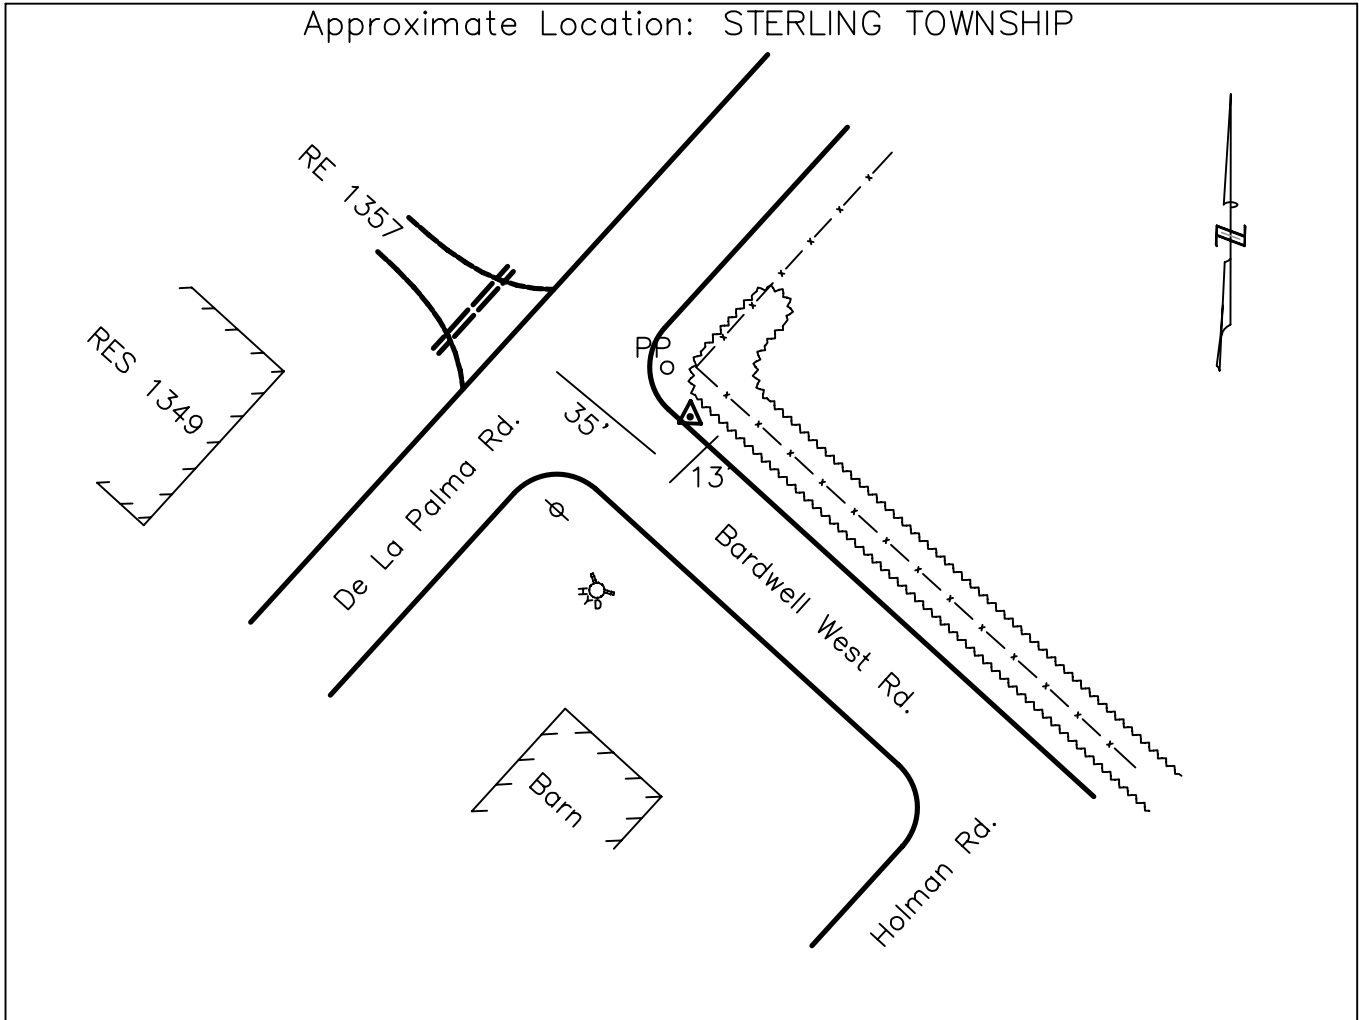 Approximate Location: STERLING TOWNSHIP
RE 1357
RES 1349
PP
35'
13'
De La Palma Rd.
Bardwell West Rd.
HYD
Barn
Holman Rd.
N